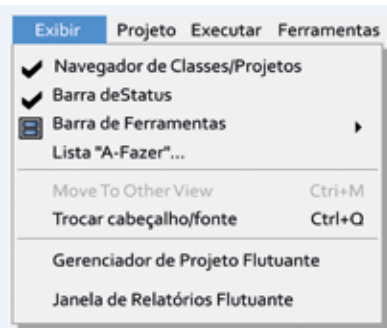 Exibir Projeto Executar Ferramentas
Navegador de Classes/Projetos
Barra deStatus
Barra de Ferramentas
Lista "A-Fazer"...
Move To Other View Ctri+M
Trocar cabeçalho/fonte Ctrl+Q
Gerenciador de Projeto Flutuante
Janela de Relatórios Flutuante